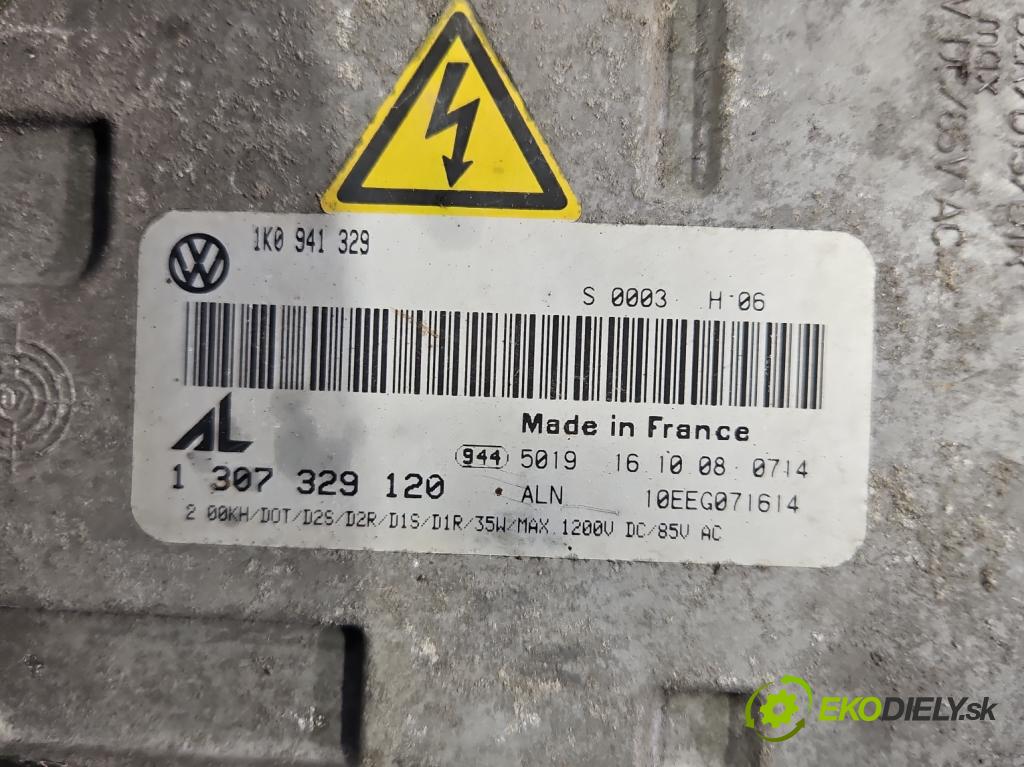 1K0 941 329
S 0003 H 06
AL
Made in France
944 5019 16 10 08 0714
1 307 329 120
ALN 10EEG071614
2 00KH/DOT/D2S/D2R/D1S/D1R/35W/MAX 1200V DC/85V AC
max
V DC/85V AC
EKODIELY.sk